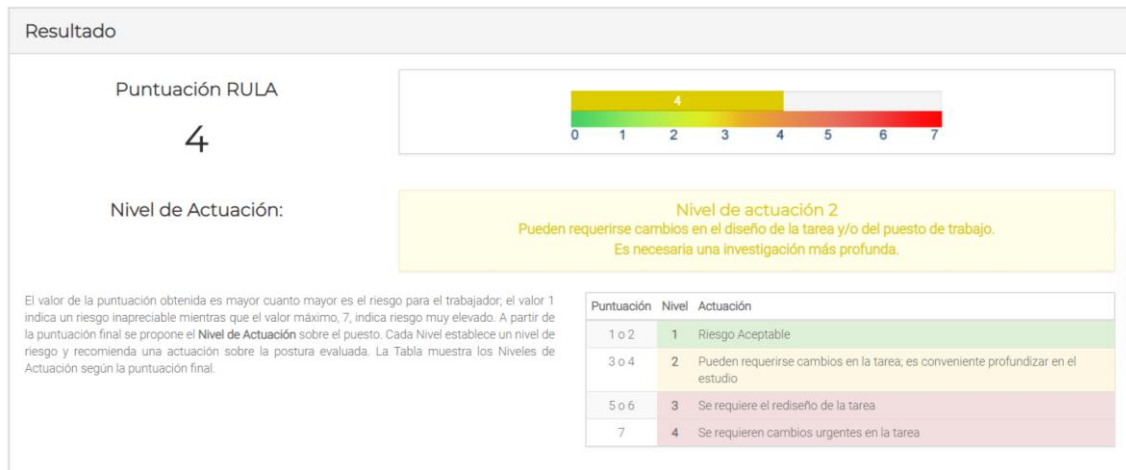 Resultado
Puntuación RULA
4
4
0 1 2 3 4 5 6 7
Nivel de Actuación:
Nivel de actuación 2
Pueden requerirse cambios en el diseño de la tarea y/o del puesto de trabajo.
Es necesaria una investigación más profunda.
El valor de la puntuación obtenida es mayor cuanto mayor es el riesgo para el trabajador; el valor 1
indica un riesgo inapreciable mientras que el valor máximo, 7, indica riesgo muy elevado. A partir de
la puntuación final se propone el Nivel de Actuación sobre el puesto. Cada Nivel establece un nivel de
riesgo y recomienda una actuación sobre la postura evaluada. La Tabla muestra los Niveles de
Actuación según la puntuación final.
Puntuación Nivel Actuación
1 o 2 1 Riesgo Aceptable
3 o 4 2 Pueden requerirse cambios en la tarea; es conveniente profundizar en el
estudio
5 o 6 3 Se requiere el rediseño de la tarea
7 4 Se requieren cambios urgentes en la tarea